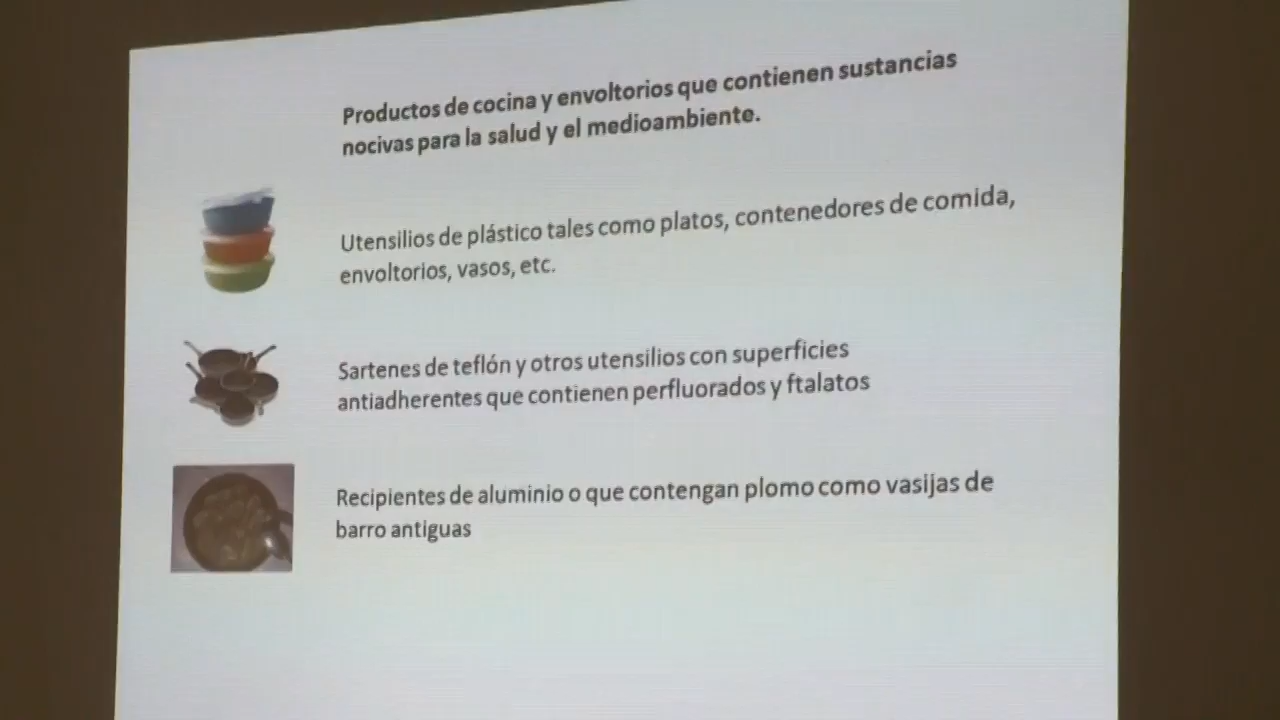 Productos de cocina y envoltorios que contienen sustancias
nocivas para la salud y el medioambiente.
Utensilios de plástico tales como platos, contenedores de comida,
envoltorios, vasos, etc.
Sartenes de teflón y otros utensilios con superficies
antiadherentes que contienen perfluorados y ftalatos
Recipientes de aluminio o que contengan plomo como vasijas de
barro antiguas